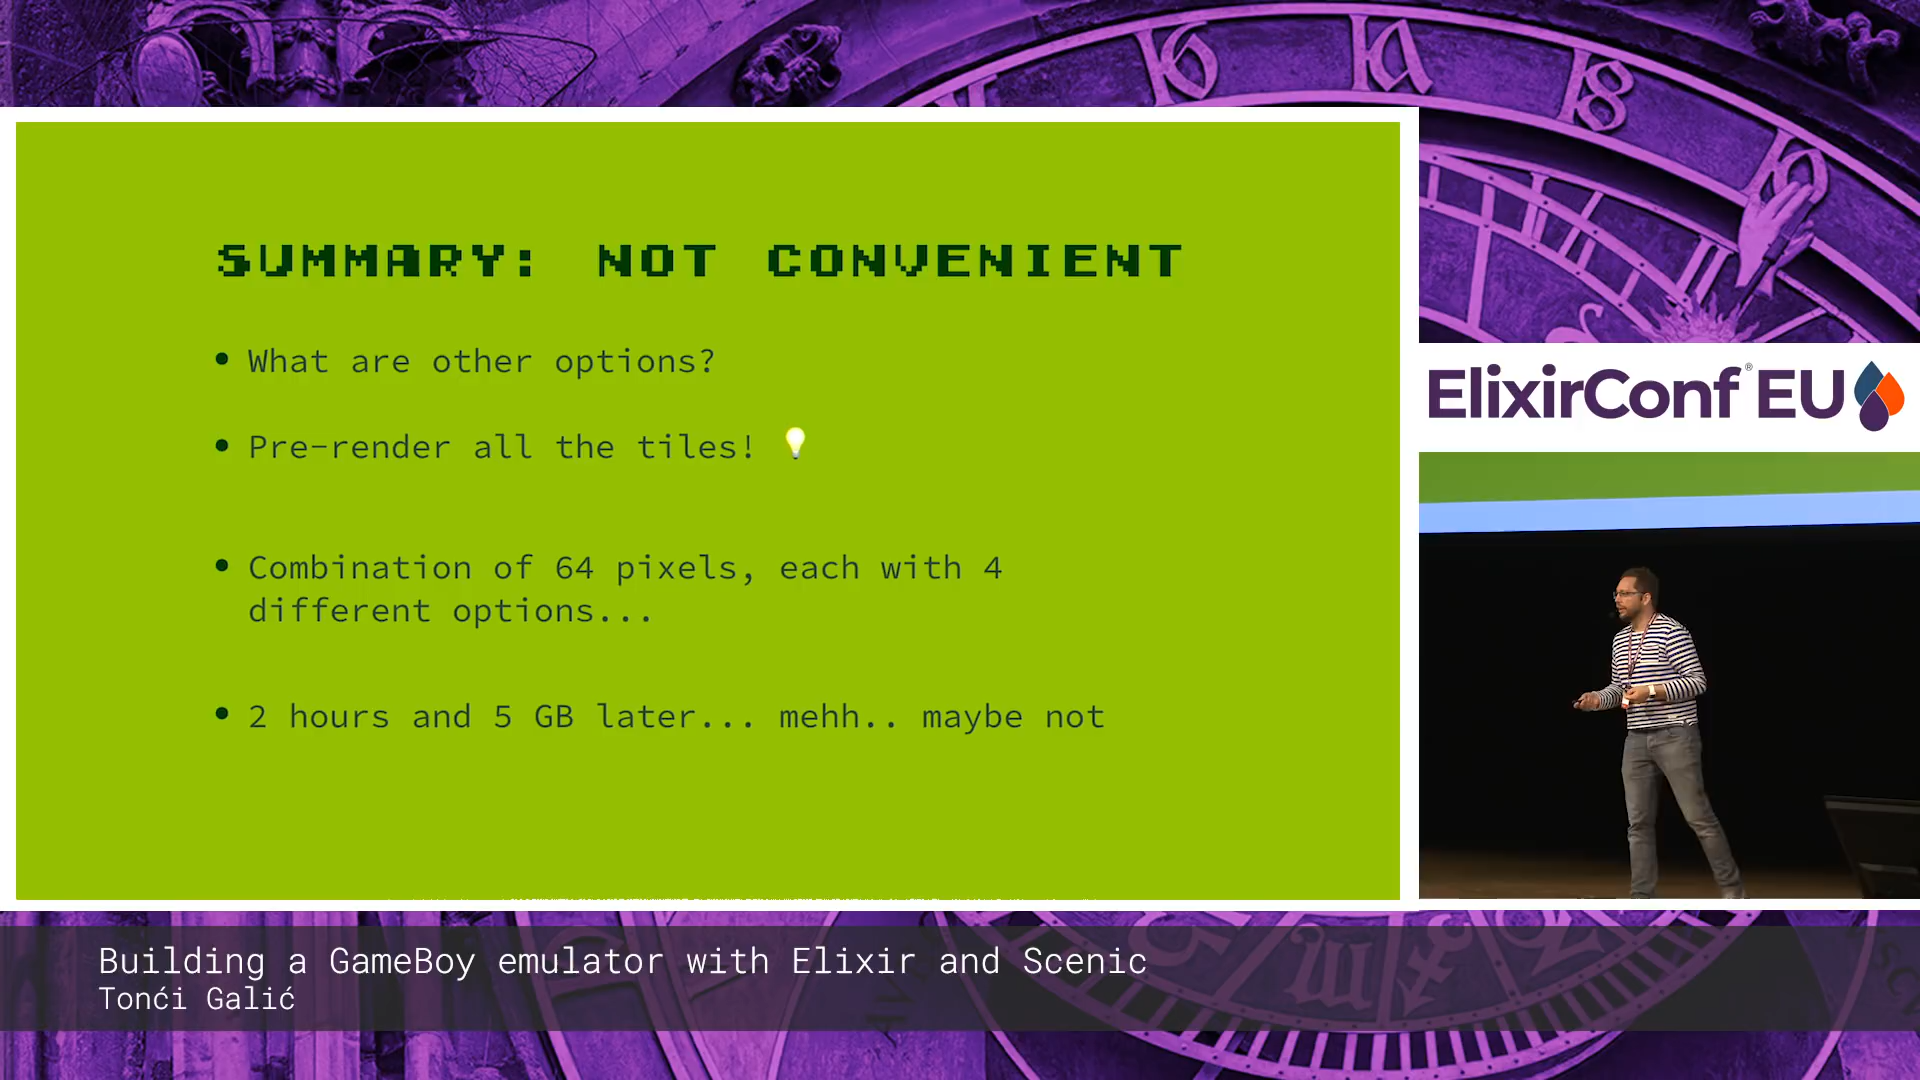 SUMMARY: NOT CONVENIENT
• What are other options?
• Pre-render all the tiles! 💡
• Combination of 64 pixels, each with 4
different options...
• 2 hours and 5 GB later... mehh.. maybe not
ElixirConf® EU
Building a GameBoy emulator with Elixir and Scenic
Tonći Galić